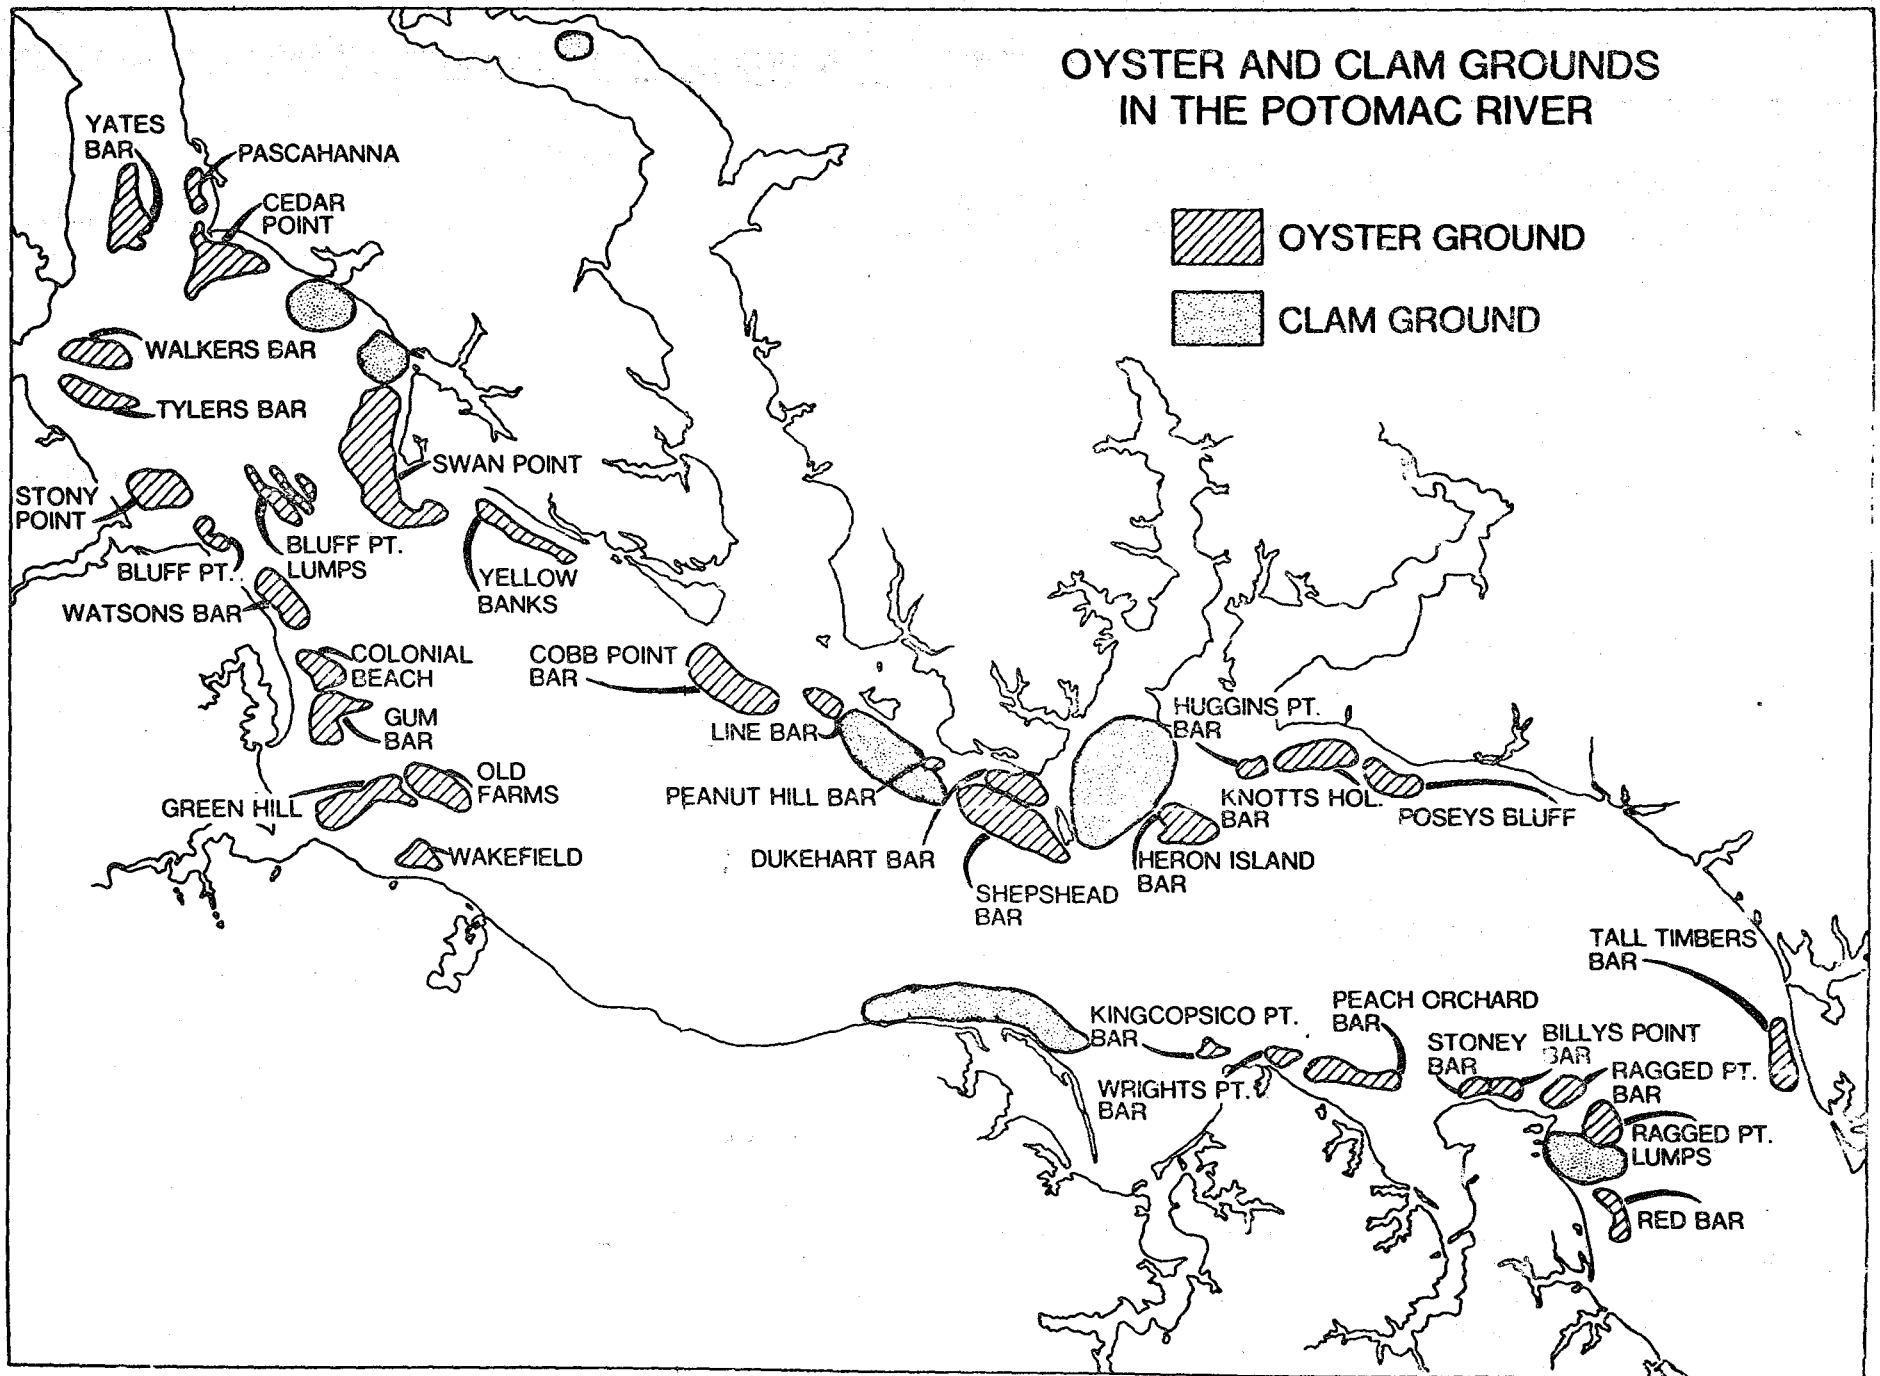 OYSTER AND CLAM GROUNDS
IN THE POTOMAC RIVER
OYSTER GROUND
CLAM GROUND
YATES
BAR
PASCAHANNA
CEDAR
POINT
WALKERS BAR
TYLERS BAR
SWAN POINT
STONY
POINT
BLUFF PT.
LUMPS
BLUFF PT.
YELLOW
BANKS
WATSONS BAR
COLONIAL
BEACH
COBB POINT
BAR
GUM
BAR
LINE BAR
HUGGINS PT.
BAR
OLD
FARMS
GREEN HILL
PEANUT HILL BAR
KNOTTS HOL.
BAR
POSEYS BLUFF
WAKEFIELD
DUKEHART BAR
HERON ISLAND
BAR
SHEPSHEAD
BAR
TALL TIMBERS
BAR
KINGCOPSICO PT.
BAR
PEACH ORCHARD
BAR
STONEY
BAR
BILLYS POINT
BAR
RAGGED PT.
BAR
WRIGHTS PT.
BAR
RAGGED PT.
LUMPS
RED BAR